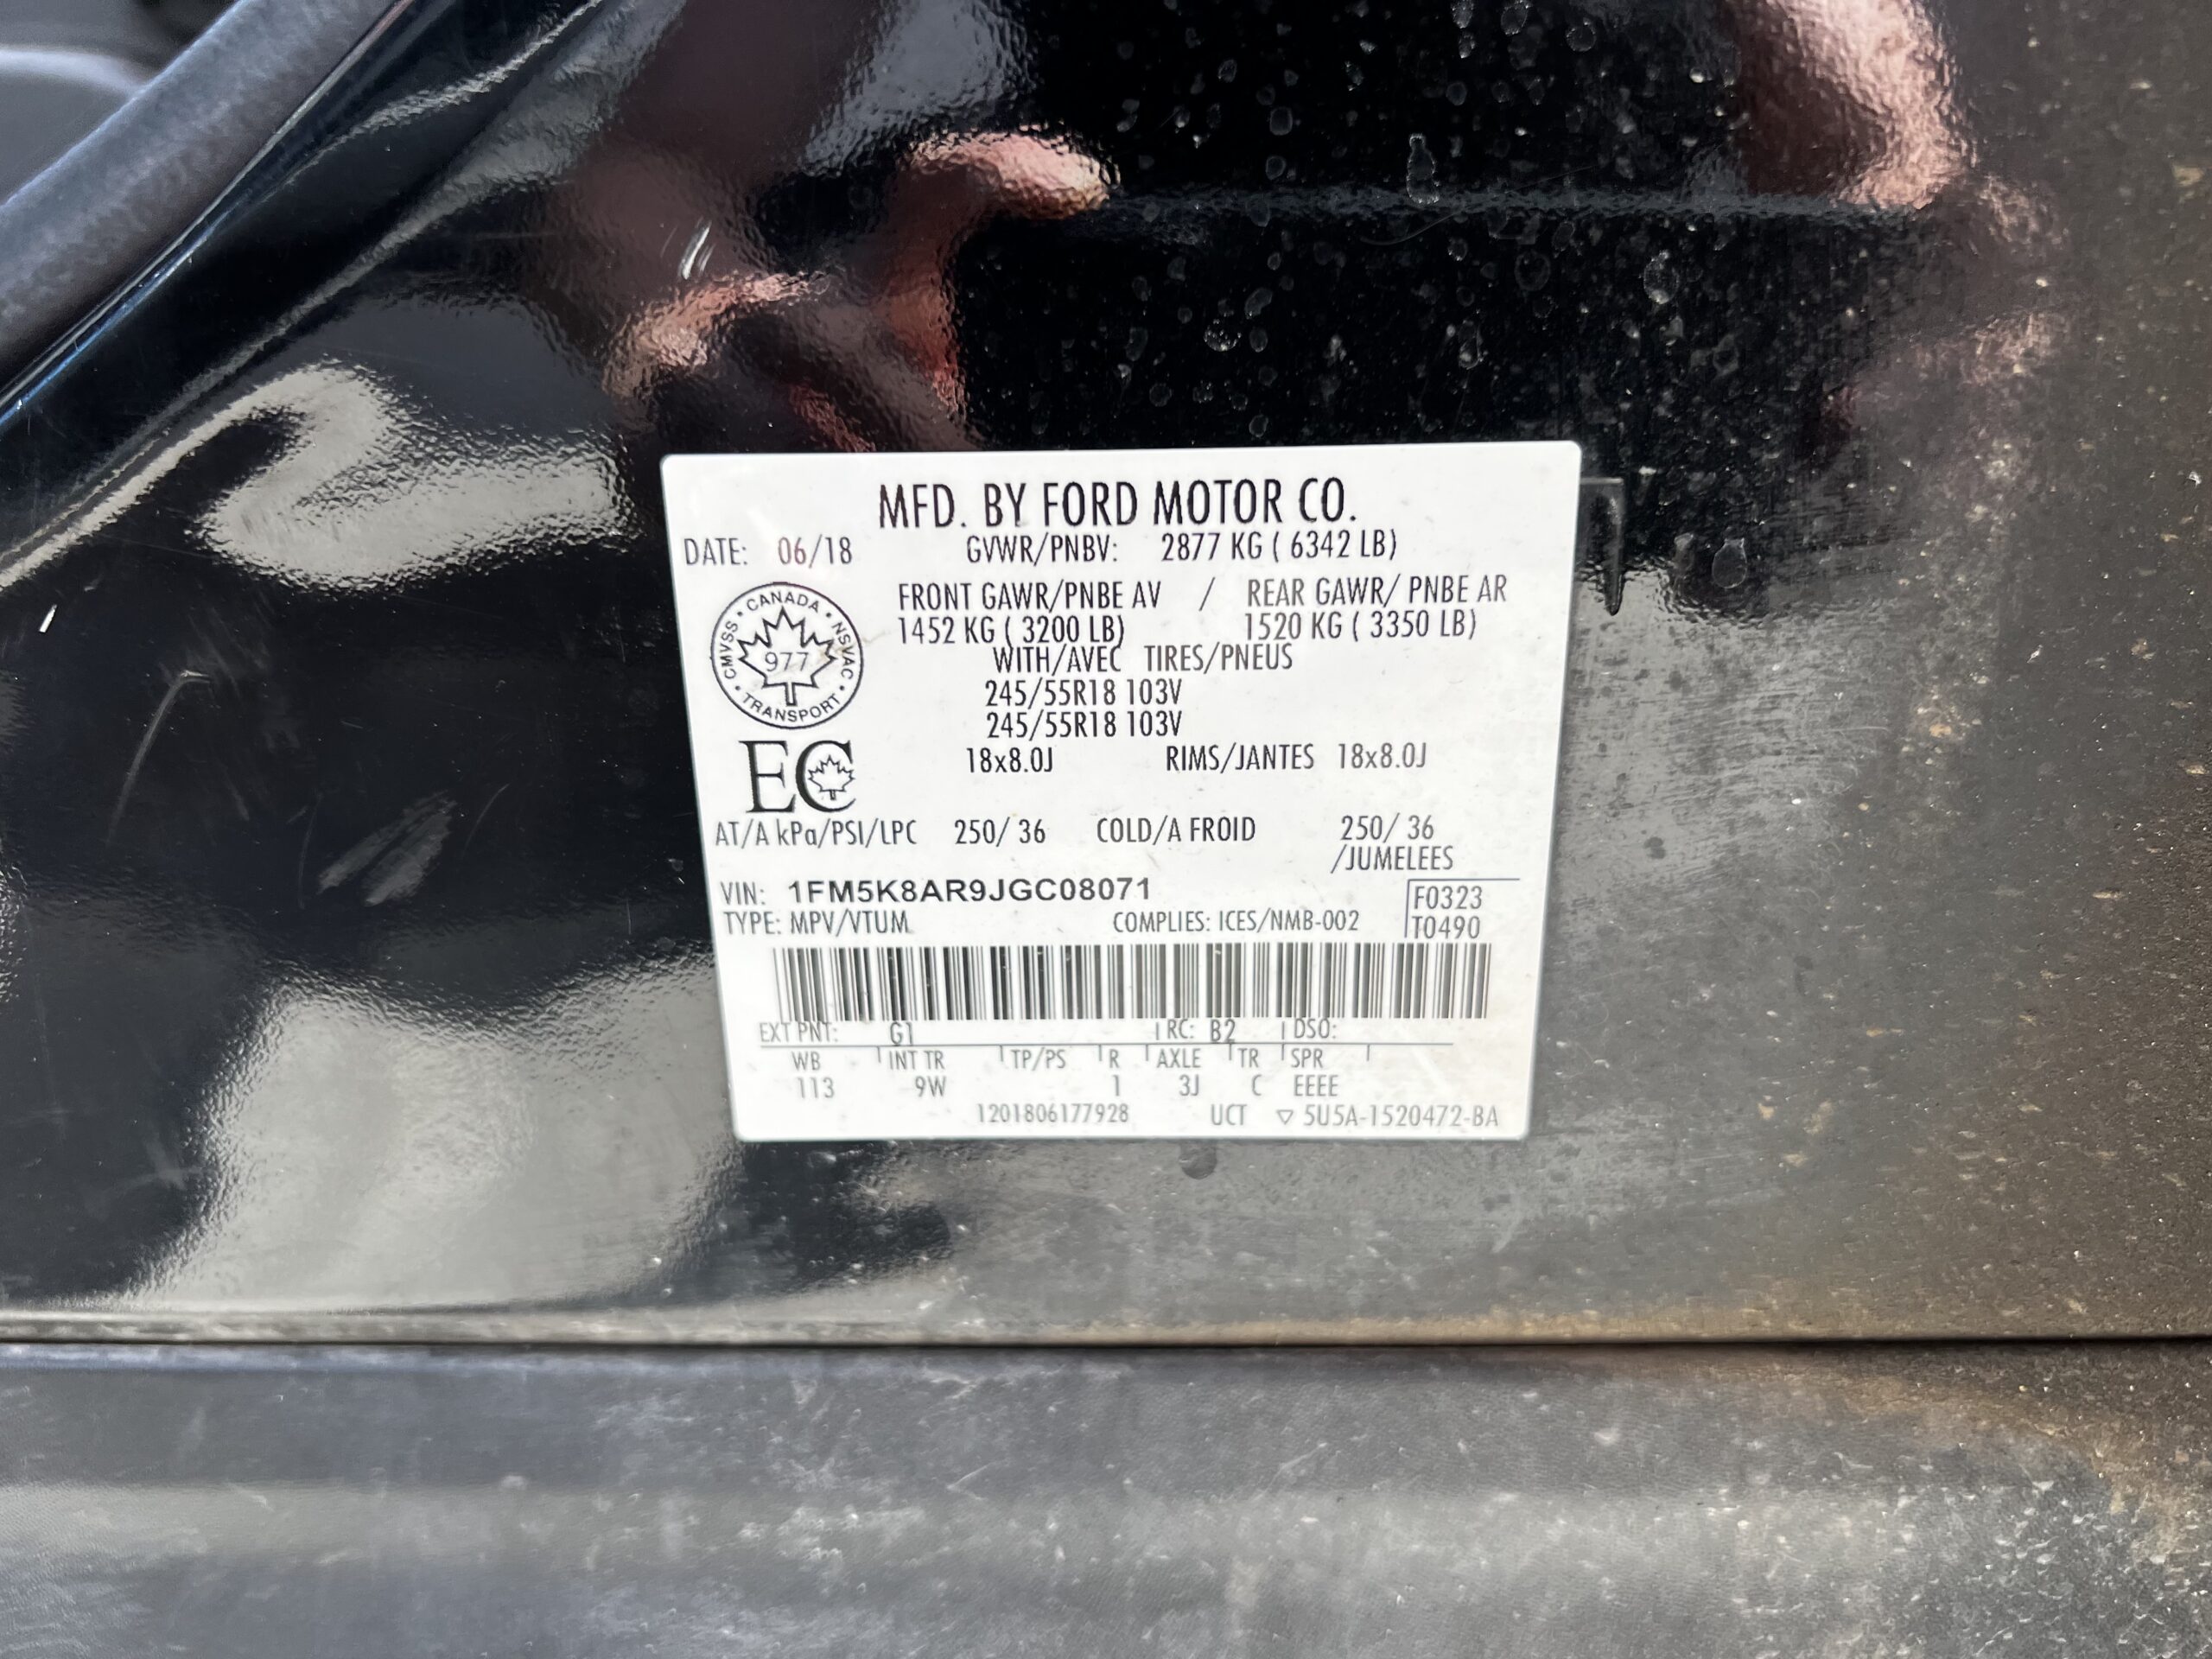 MFD. BY FORD MOTOR CO.
DATE: 06/18 GVWR/PNBV: 2877 KG ( 6342 LB)
FRONT GAWR/PNBE AV / REAR GAWR/ PNBE AR
1452 KG ( 3200 LB) 1520 KG ( 3350 LB)
WITH/AVEC TIRES/PNEUS
245/55R18 103V
245/55R18 103V
18x8.0J RIMS/JANTES 18x8.0J
CANADA • NSVAC • TRANSPORT • CMVSS •
977
EC
AT/A kPa/PSI/LPC 250/ 36 COLD/A FROID 250/ 36
/JUMELEES
VIN: 1FM5K8AR9JGC08071
TYPE: MPV/VTUM COMPLIES: ICES/NMB-002
F0323
T0490
EXT PNT: G1 RC: B2 DSO:
WB INT TR TP/PS R AXLE TR SPR
113 9W 1 3J C EEEE
1201806177928 UCT ▽ 5U5A-1520472-BA